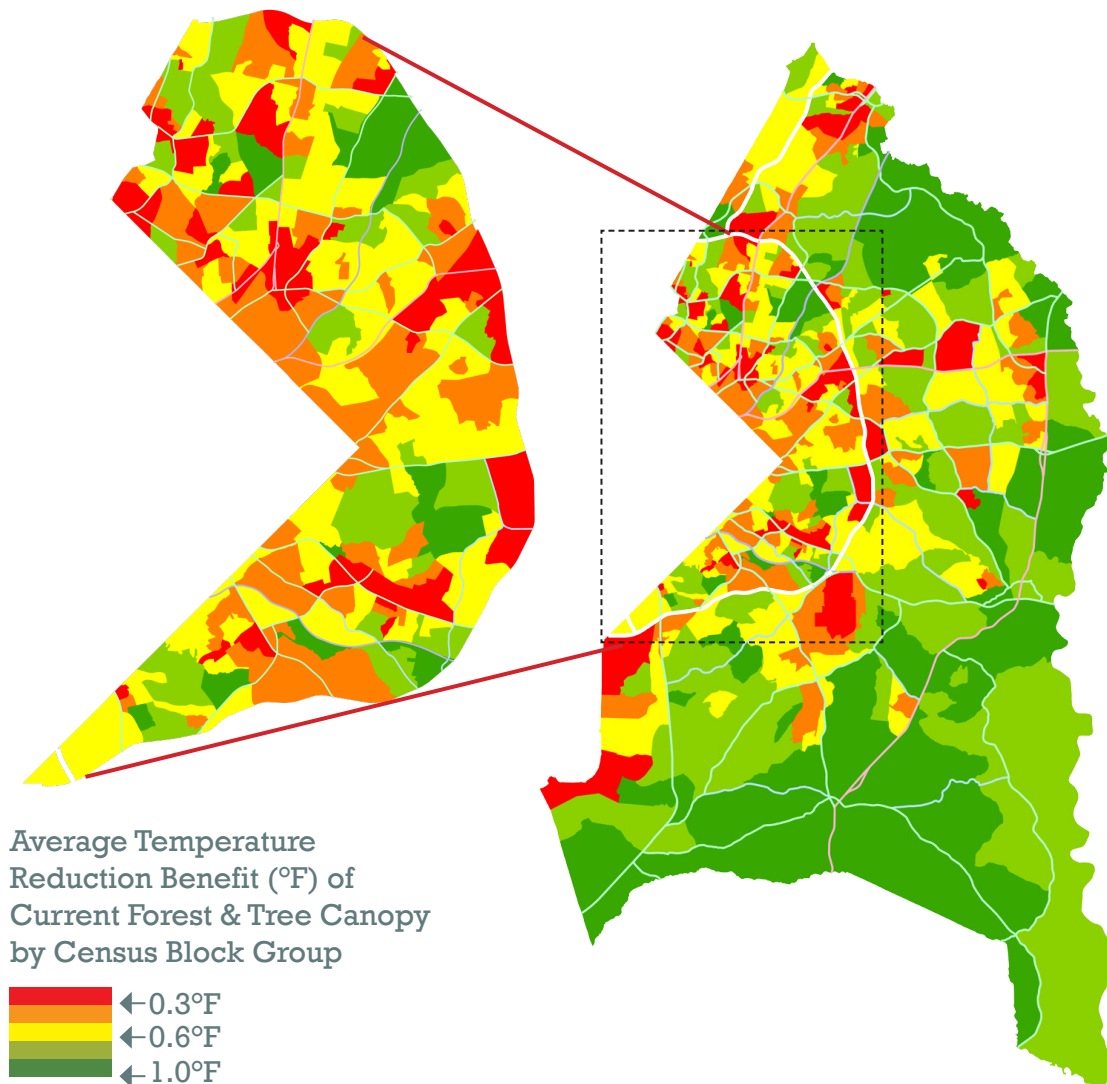 Average Temperature
Reduction Benefit (°F) of
Current Forest & Tree Canopy
by Census Block Group
0.3°F
0.6°F
1.0°F